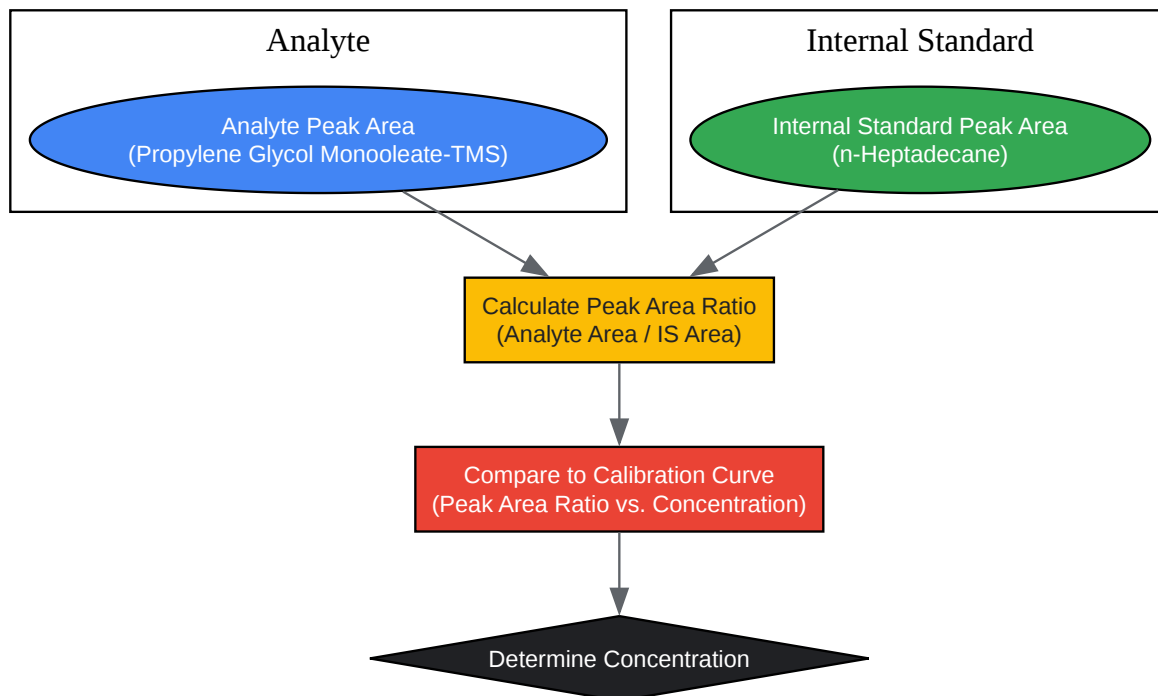 Analyte
Internal Standard
Analyte Peak Area
(Propylene Glycol Monooleate-TMS)
Internal Standard Peak Area
(n-Heptadecane)
Calculate Peak Area Ratio
(Analyte Area / IS Area)
Compare to Calibration Curve
(Peak Area Ratio vs. Concentration)
Determine Concentration